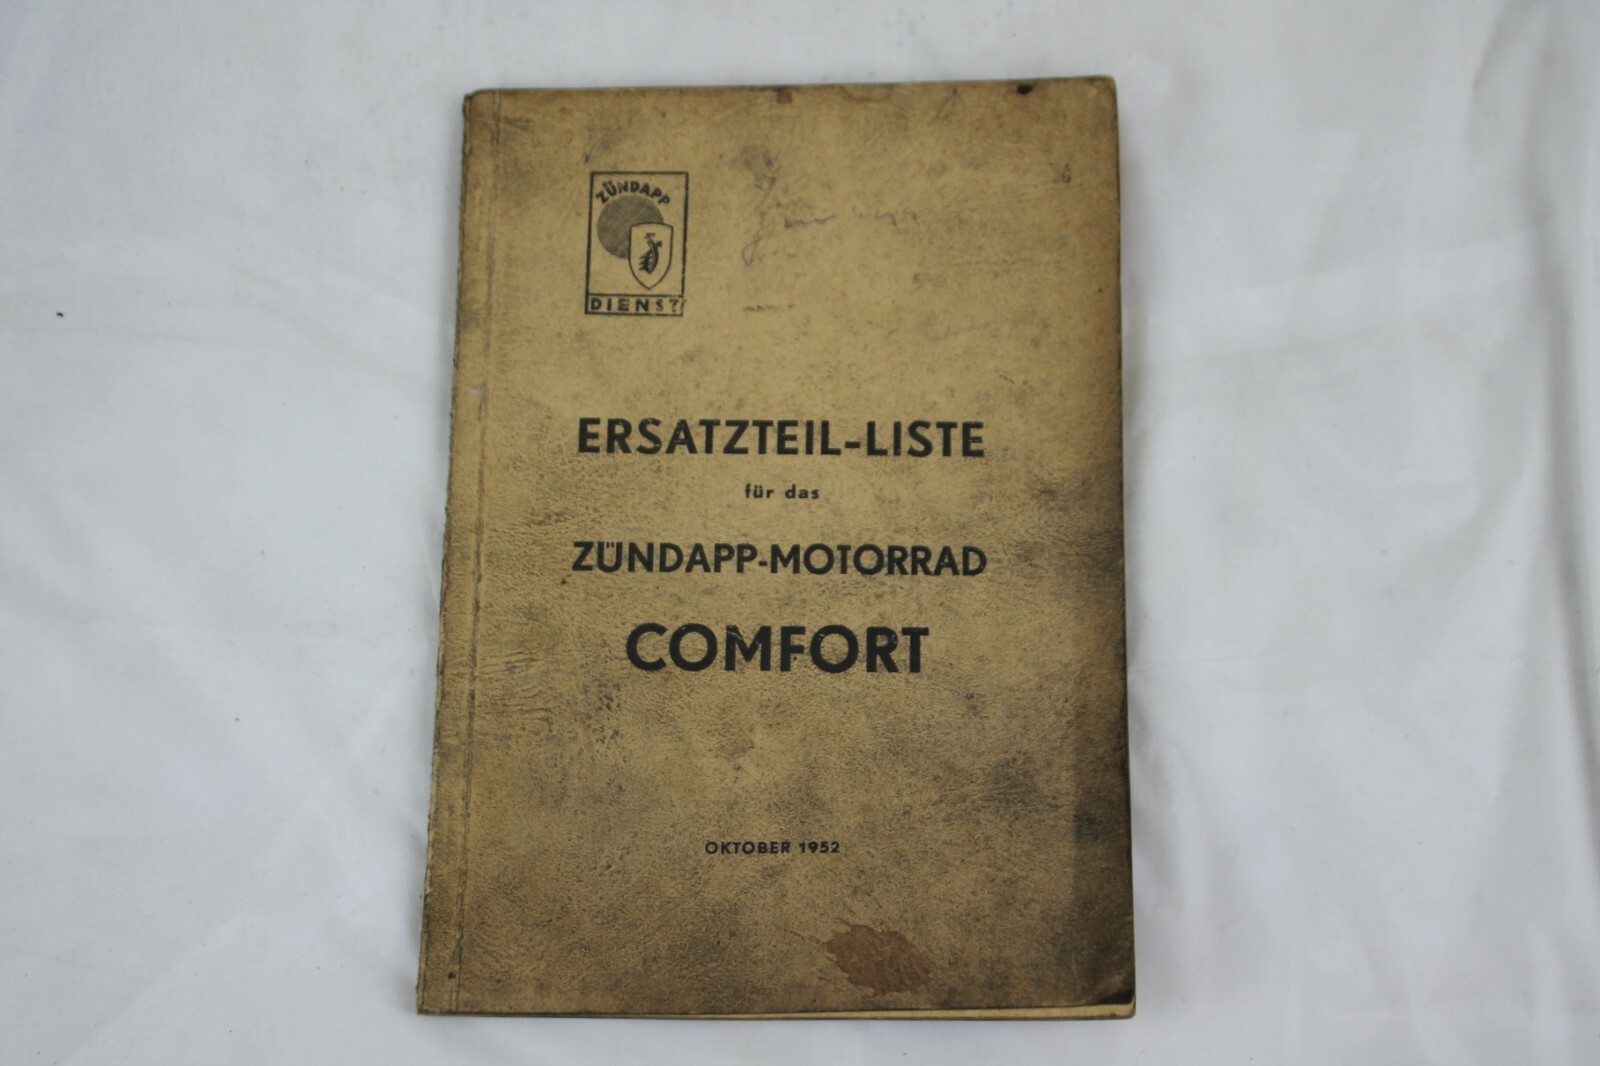 ZÜNDAPP
DIENST
ERSATZTEIL-LISTE
für das
ZÜNDAPP-MOTORRAD
COMFORT
OKTOBER 1952